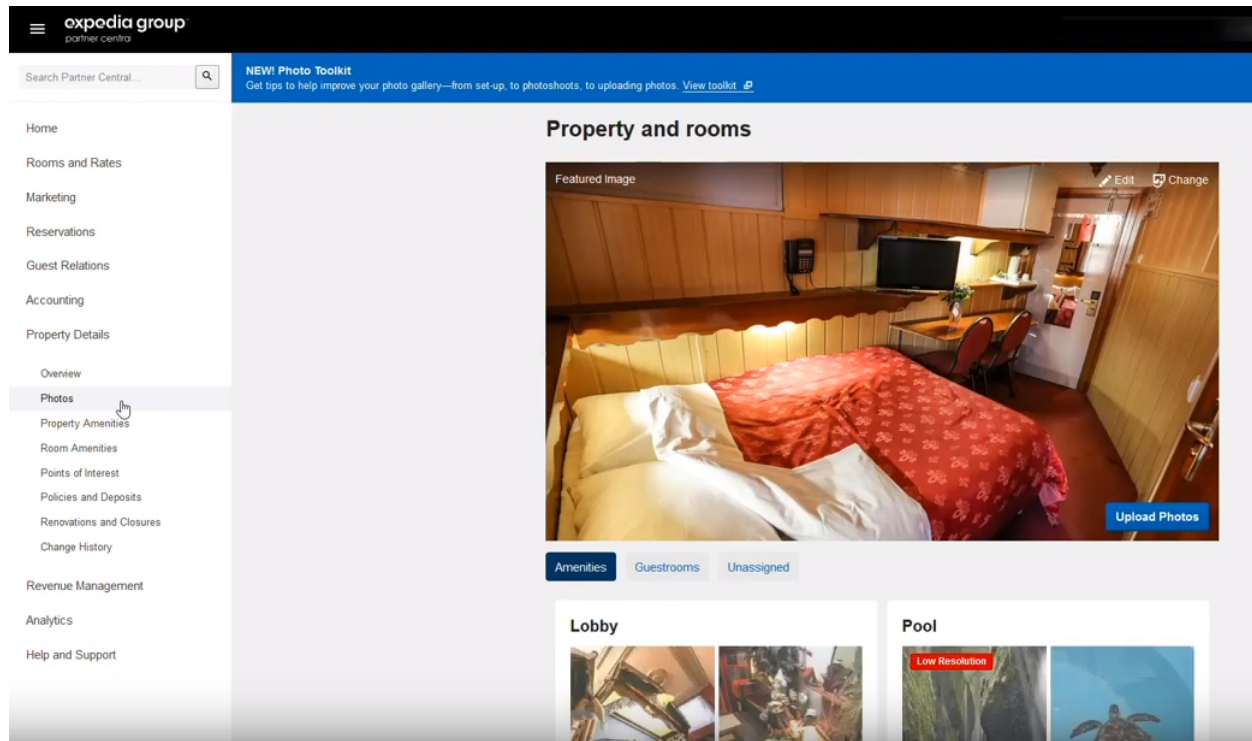 expedia group
partner central
Search Partner Central...
NEW! Photo Toolkit
Get tips to help improve your photo gallery—from set-up, to photoshoots, to uploading photos. View toolkit
Home
Rooms and Rates
Marketing
Reservations
Guest Relations
Accounting
Property Details
Overview
Photos
Property Amenities
Room Amenities
Points of Interest
Policies and Deposits
Renovations and Closures
Change History
Revenue Management
Analytics
Help and Support
Property and rooms
Featured Image
Edit
Change
Upload Photos
Amenities
Guestrooms
Unassigned
Lobby
Pool
Low Resolution